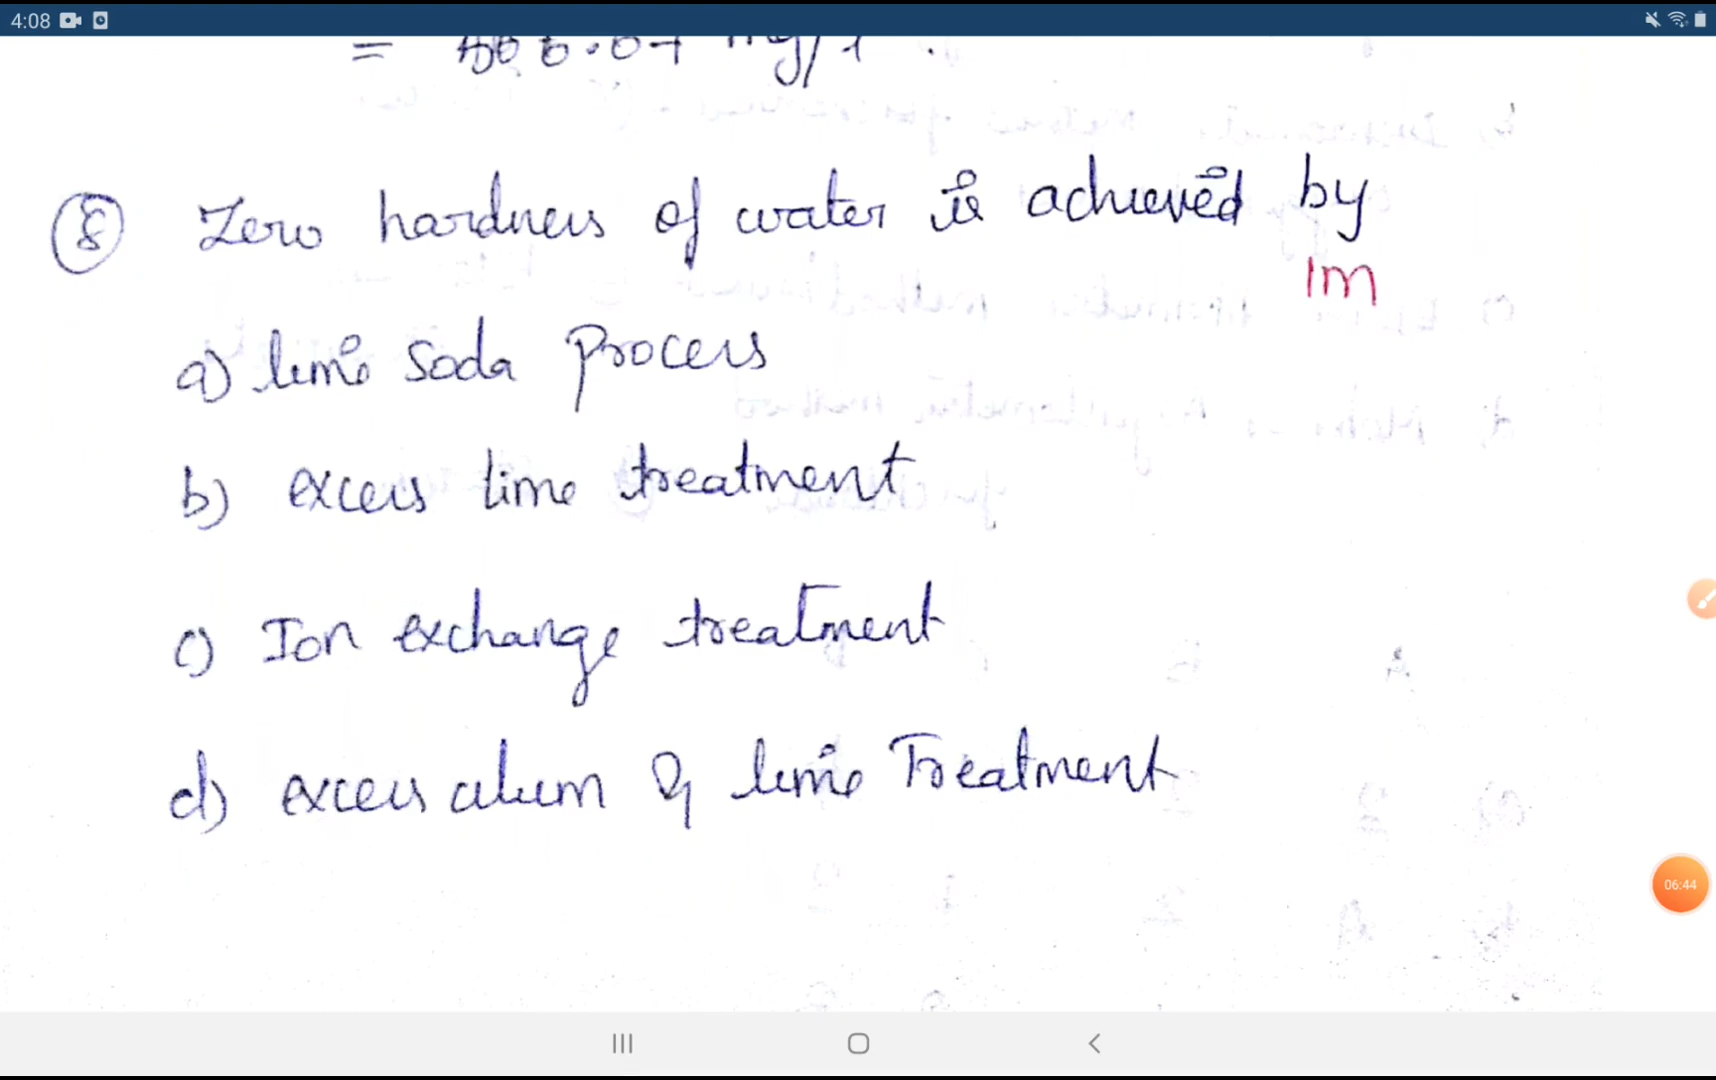 4:08
mg/l.
8 Zero hardness of water is achieved by
1M
a) lime soda process
b) excess lime treatment
c) Ion exchange treatment
d) excess alum & lime Treatment
06:44